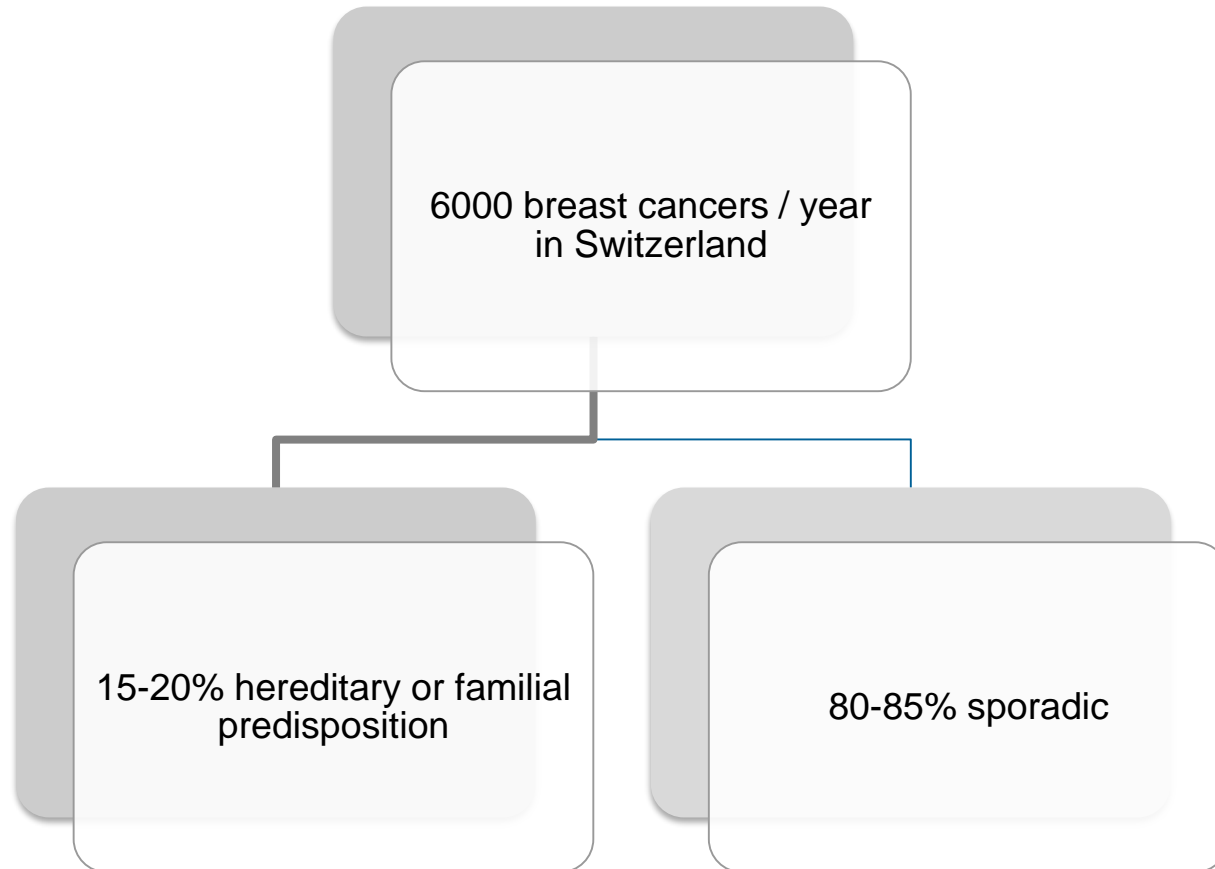 6000 breast cancers / year
in Switzerland
15-20% hereditary or familial
predisposition
80-85% sporadic